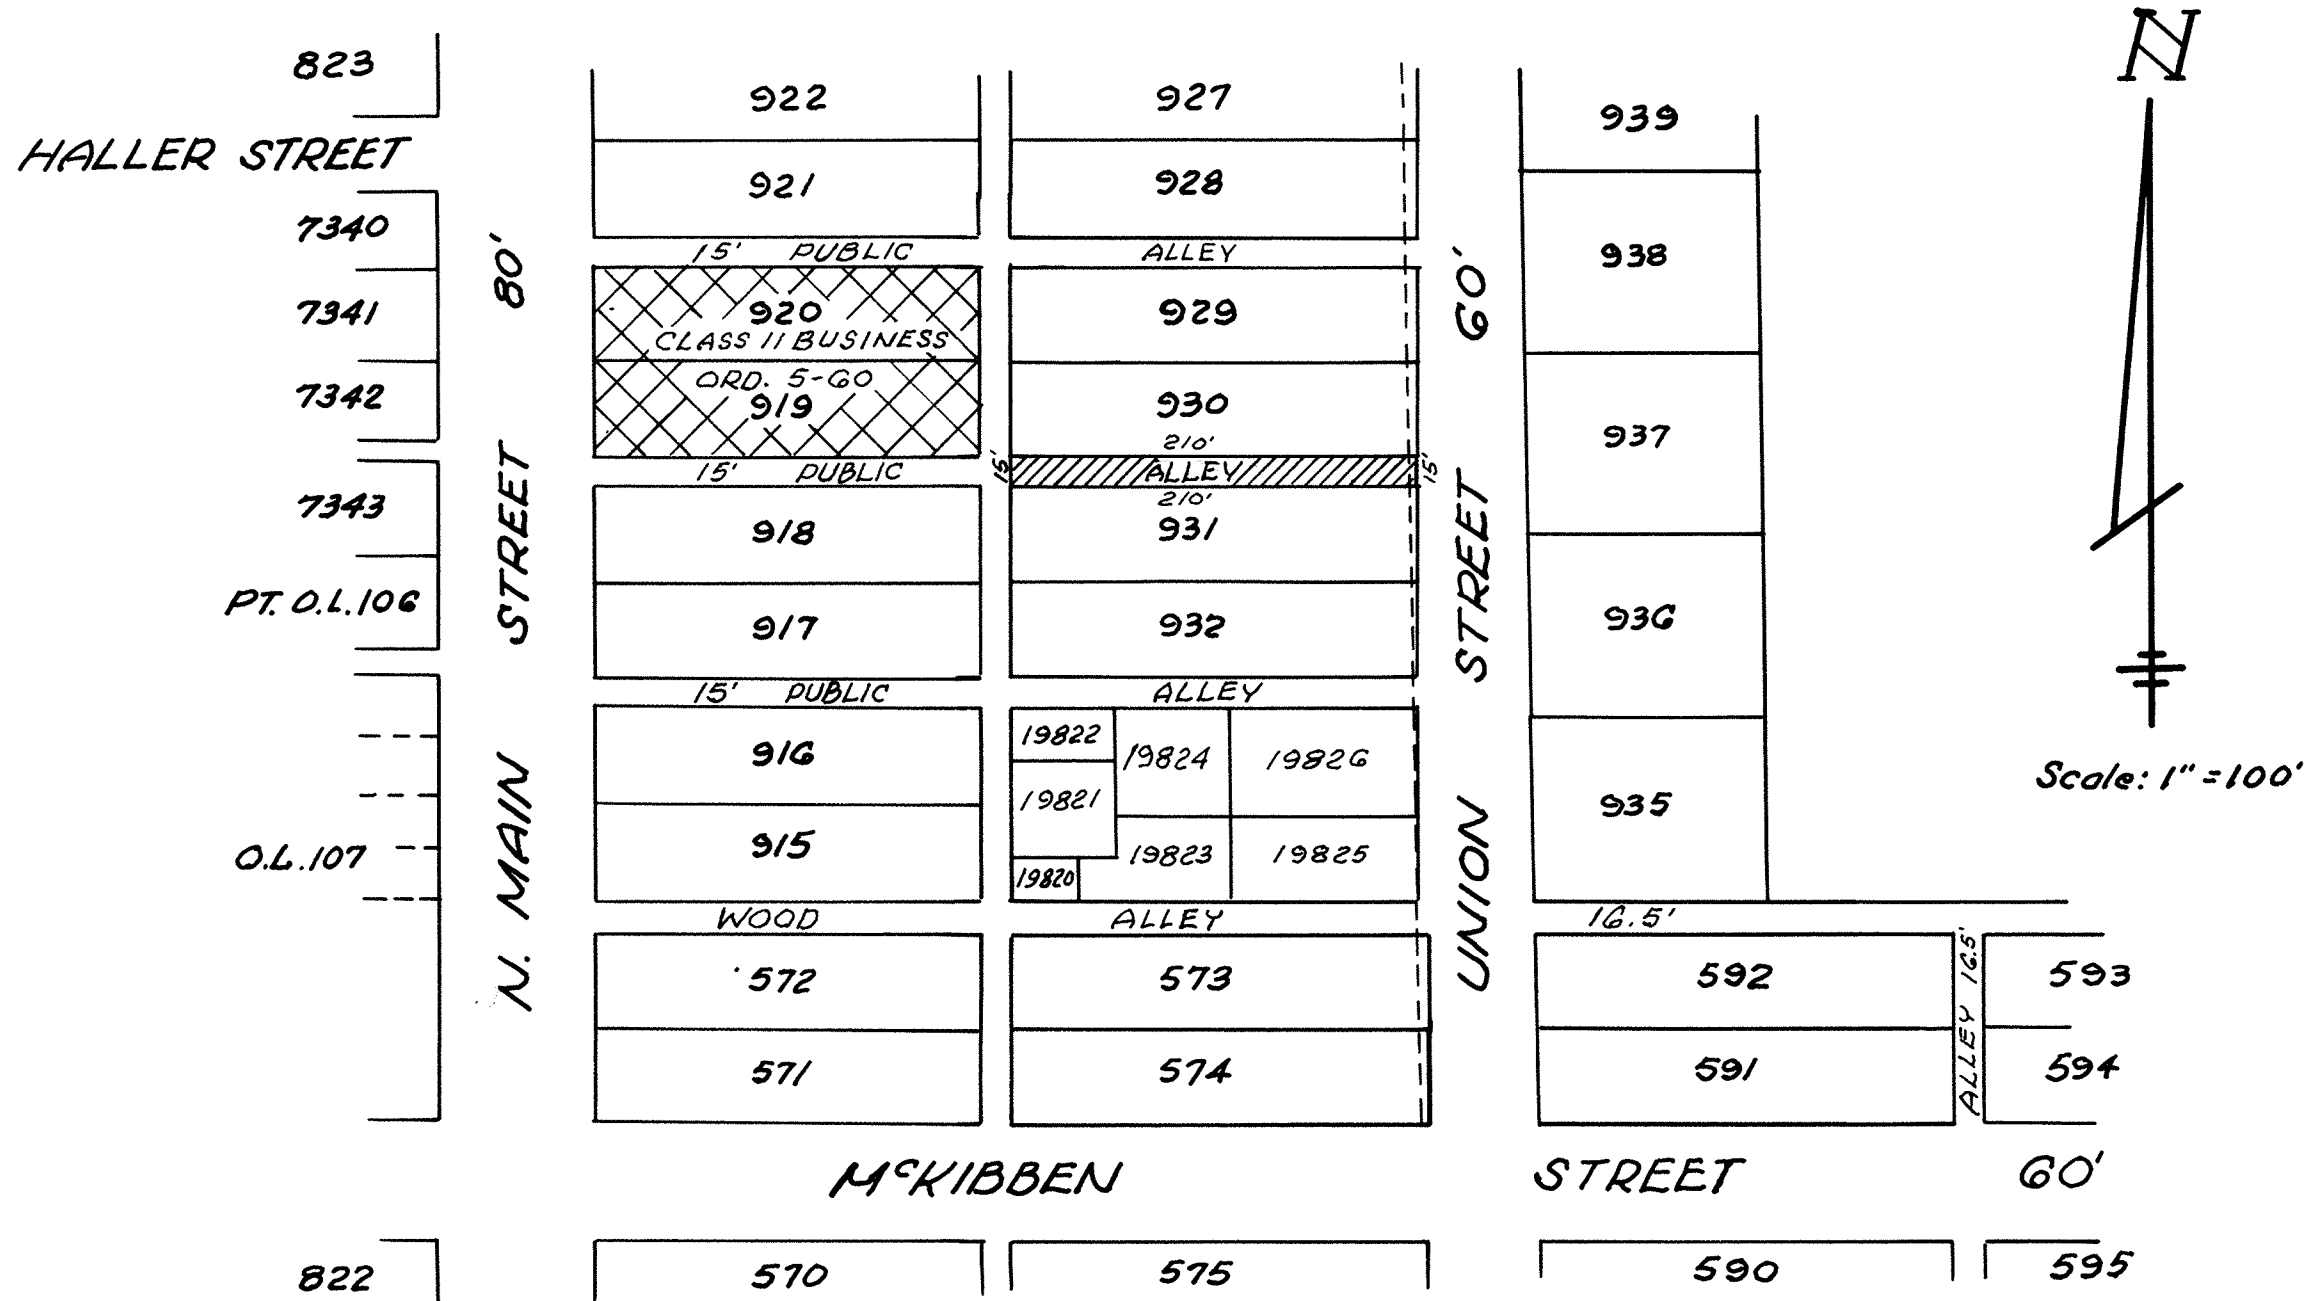 N
823
922
927
939
HALLER STREET
921
928
7340
15' PUBLIC ALLEY
938
80'
60'
7341
920
929
CLASS II BUSINESS
7342
ORD. 5-60
919
930
937
210'
15' PUBLIC
15'
ALLEY
15'
210'
7343
918
931
STREET
STREET
PT. O.L.106
917
932
936
15' PUBLIC ALLEY
916
19822
19824
19826
Scale: 1"=100'
19821
935
915
19823
19825
O.L.107
19820
N. MAIN
UNION
WOOD ALLEY
16.5'
572
573
592
ALLEY 16.5'
593
571
574
591
594
McKIBBEN STREET 60'
822
570
575
590
595